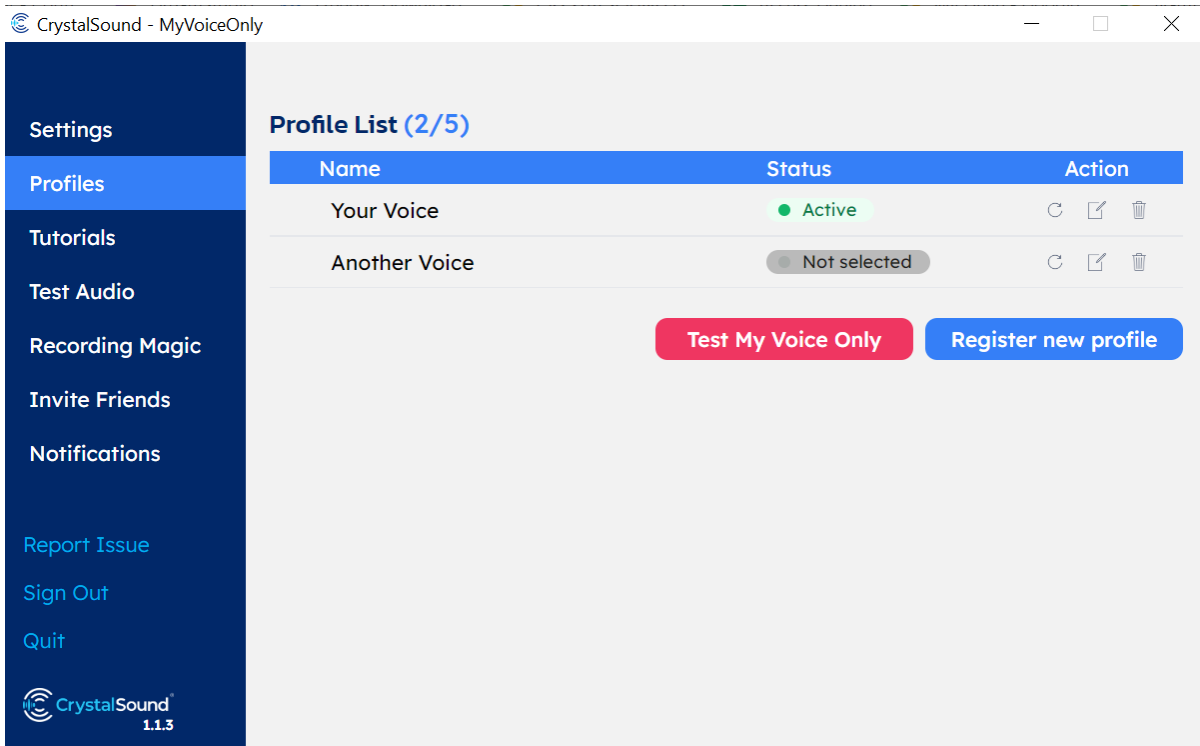 CrystalSound - MyVoiceOnly
Settings
Profiles
Tutorials
Test Audio
Recording Magic
Invite Friends
Notifications
Report Issue
Sign Out
Quit
CrystalSound
1.1.3
Profile List (2/5)
Name Status Action
Your Voice Active
Another Voice Not selected
Test My Voice Only Register new profile